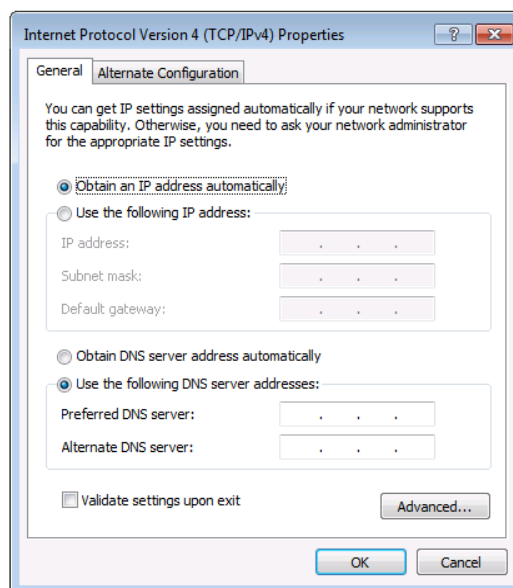 Internet Protocol Version 4 (TCP/IPv4) Properties
General
Alternate Configuration
You can get IP settings assigned automatically if your network supports
this capability. Otherwise, you need to ask your network administrator
for the appropriate IP settings.
Obtain an IP address automatically
Use the following IP address:
IP address:
Subnet mask:
Default gateway:
Obtain DNS server address automatically
Use the following DNS server addresses:
Preferred DNS server:
Alternate DNS server:
Validate settings upon exit
Advanced...
OK
Cancel